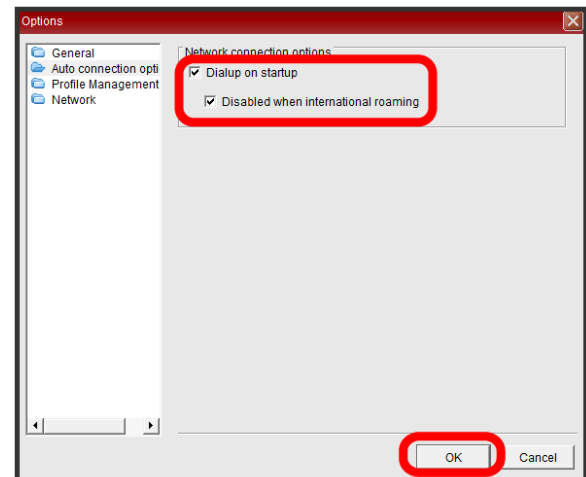 Options
General
Auto connection opti
Profile Management
Network
Network connection options
Dialup on startup
Disabled when international roaming
OK
Cancel